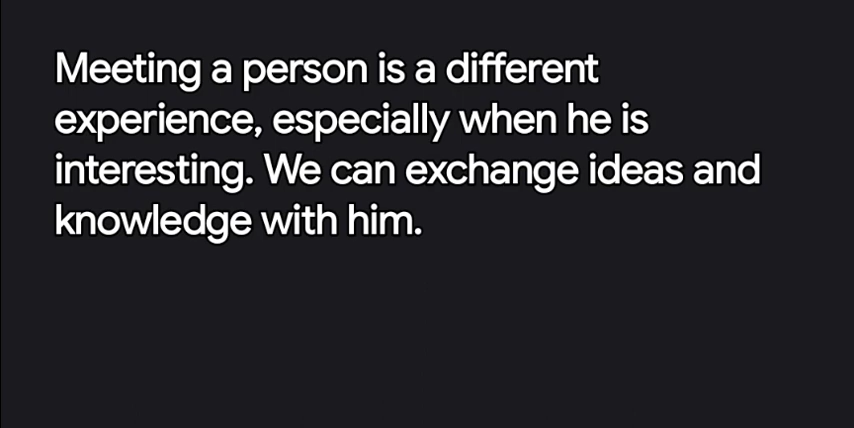 Meeting a person is a different
experience, especially when he is
interesting. We can exchange ideas and
knowledge with him.